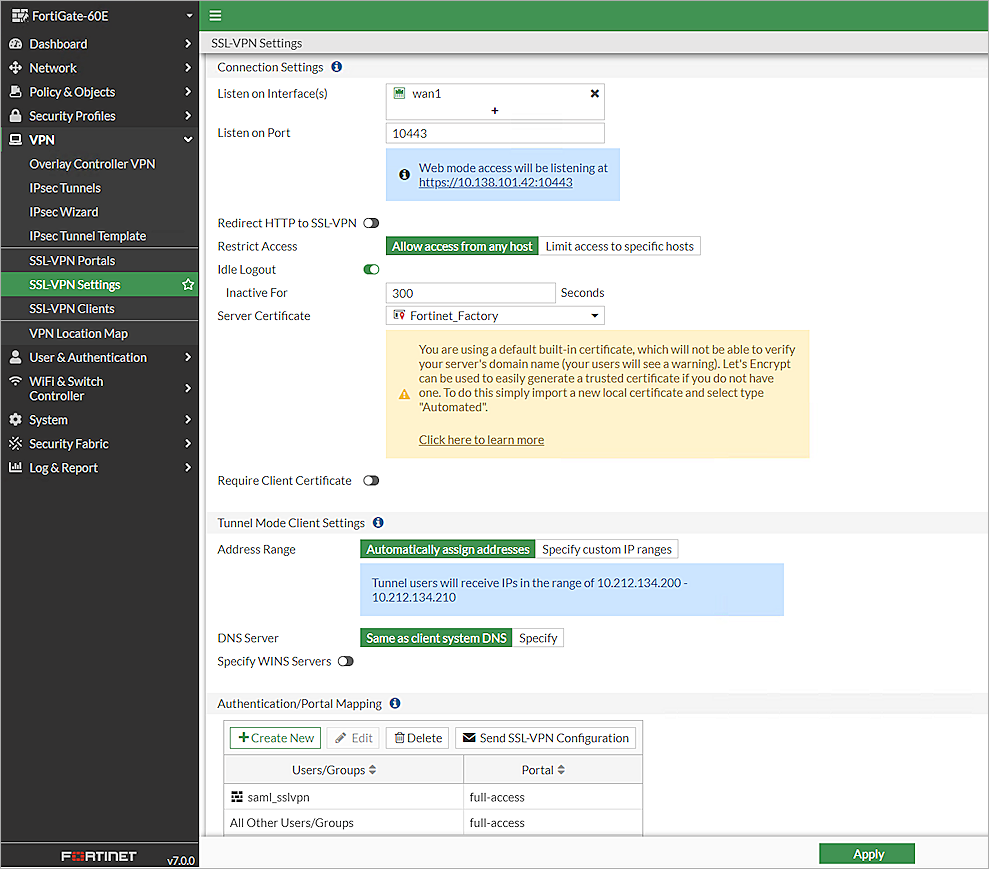 FortiGate-60E
Dashboard
Network
Policy & Objects
Security Profiles
VPN
Overlay Controller VPN
IPsec Tunnels
IPsec Wizard
IPsec Tunnel Template
SSL-VPN Portals
SSL-VPN Settings
SSL-VPN Clients
VPN Location Map
User & Authentication
WiFi & Switch
Controller
System
Security Fabric
Log & Report
FORTINET
v7.0.0
SSL-VPN Settings
Connection Settings
Listen on Interface(s)
wan1
+
Listen on Port
10443
Web mode access will be listening at
https://10.138.101.42:10443
Redirect HTTP to SSL-VPN
Restrict Access
Allow access from any host Limit access to specific hosts
Idle Logout
Inactive For
300
Seconds
Server Certificate
Fortinet_Factory
You are using a default built-in certificate, which will not be able to verify
your server's domain name (your users will see a warning). Let's Encrypt
can be used to easily generate a trusted certificate if you do not have
one. To do this simply import a new local certificate and select type
"Automated".
Click here to learn more
Require Client Certificate
Tunnel Mode Client Settings
Address Range
Automatically assign addresses Specify custom IP ranges
Tunnel users will receive IPs in the range of 10.212.134.200 -
10.212.134.210
DNS Server
Same as client system DNS Specify
Specify WINS Servers
Authentication/Portal Mapping
+ Create New Edit Delete Send SSL-VPN Configuration
Users/Groups Portal
saml_sslvpn full-access
All Other Users/Groups full-access
Apply